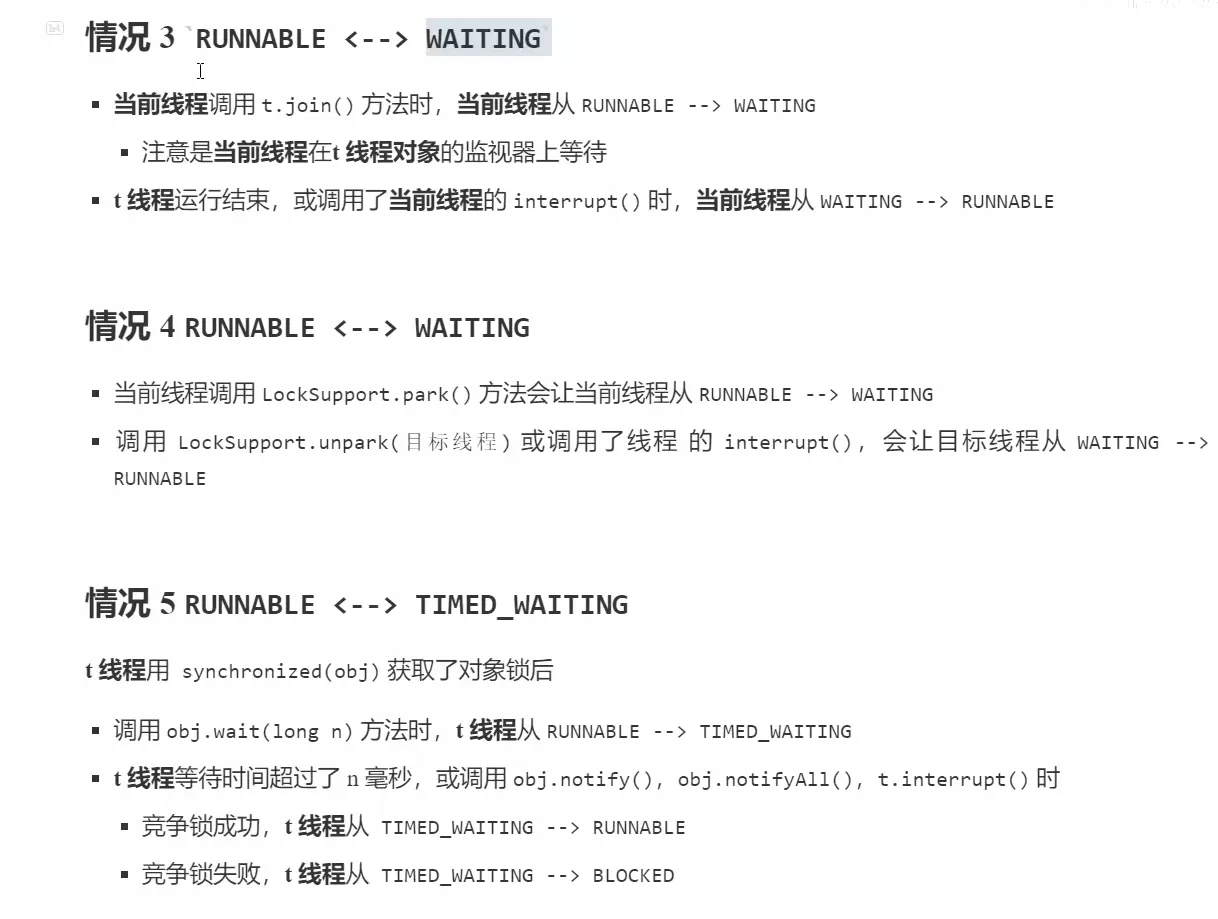 情况 3 `RUNNABLE <--> WAITING`
当前线程调用 t.join() 方法时，当前线程从 RUNNABLE --> WAITING
注意是当前线程在t 线程对象的监视器上等待
t 线程运行结束，或调用了当前线程的 interrupt() 时，当前线程从 WAITING --> RUNNABLE
情况 4 RUNNABLE <--> WAITING
当前线程调用 LockSupport.park() 方法会让当前线程从 RUNNABLE --> WAITING
调用 LockSupport.unpark(目标线程) 或调用了线程 的 interrupt() ，会让目标线程从 WAITING -->
RUNNABLE
情况 5 RUNNABLE <--> TIMED_WAITING
t 线程用 synchronized(obj) 获取了对象锁后
调用 obj.wait(long n) 方法时，t 线程从 RUNNABLE --> TIMED_WAITING
t 线程等待时间超过了 n 毫秒，或调用 obj.notify() ，obj.notifyAll() ，t.interrupt() 时
竞争锁成功，t 线程从 TIMED_WAITING --> RUNNABLE
竞争锁失败，t 线程从 TIMED_WAITING --> BLOCKED